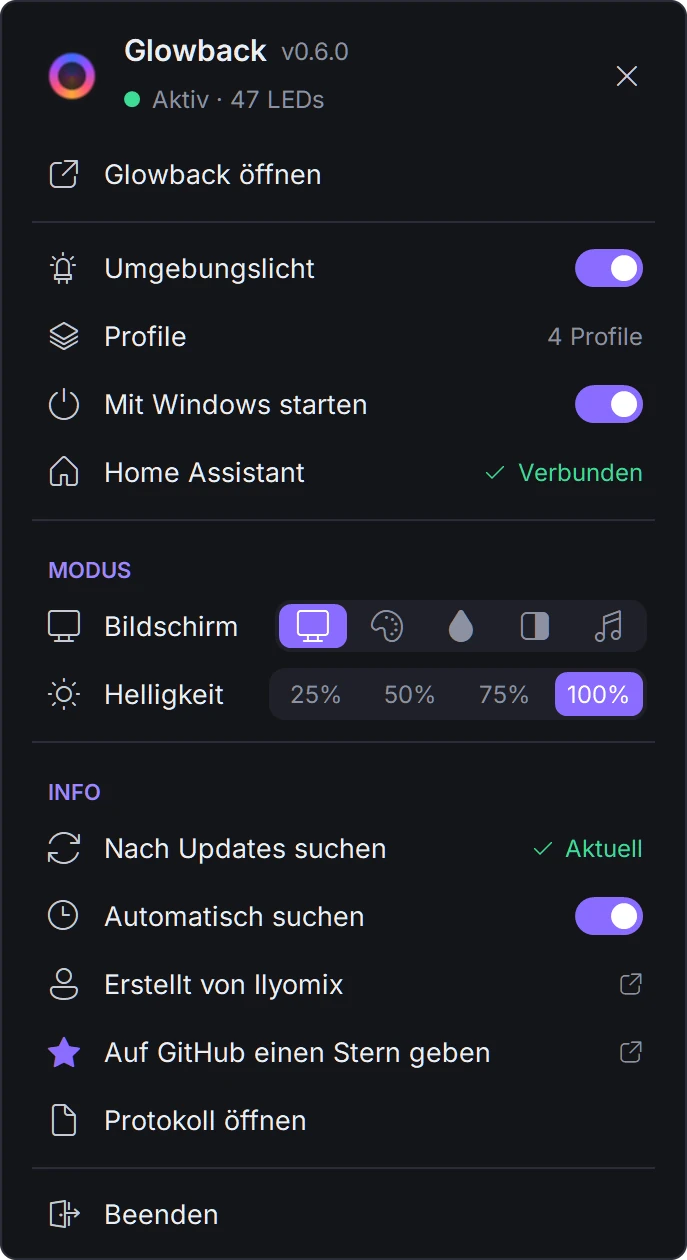 Glowback v0.6.0
Aktiv · 47 LEDs
Glowback öffnen
Umgebungslicht
Profile 4 Profile
Mit Windows starten
Home Assistant Verbunden
MODUS
Bildschirm
Helligkeit 25% 50% 75% 100%
INFO
Nach Updates suchen Aktuell
Automatisch suchen
Erstellt von Ilyomix
Auf GitHub einen Stern geben
Protokoll öffnen
Beenden